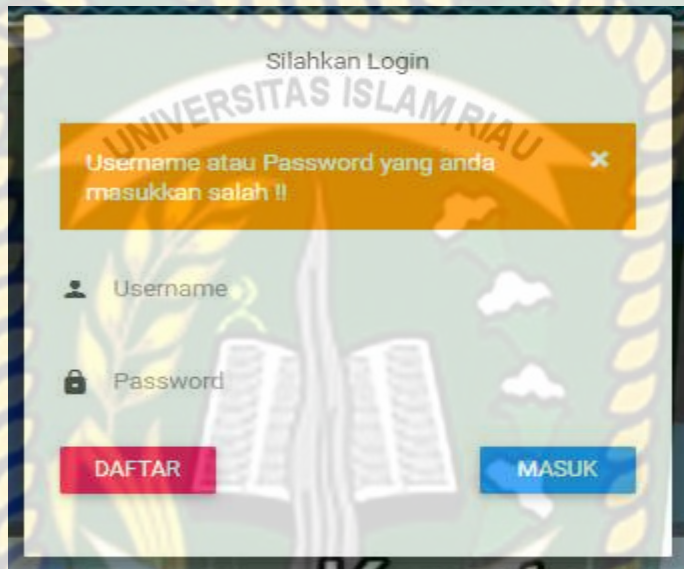 Silahkan Login
UNIVERSITAS ISLAM RIAU
Username atau Password yang anda
masukkan salah !!
×
Username
Password
DAFTAR
MASUK